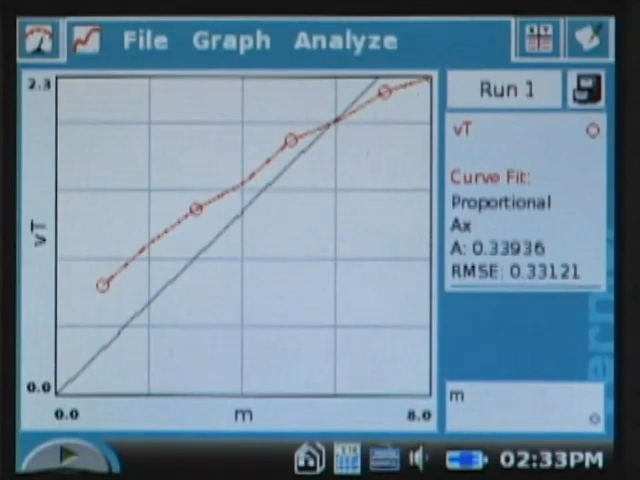 File Graph Analyze
2.3
vT
0.0
0.0
m
8.0
Run 1
vT
Curve Fit:
Proportional
Ax
A: 0.33936
RMSE: 0.33121
m
02:33PM